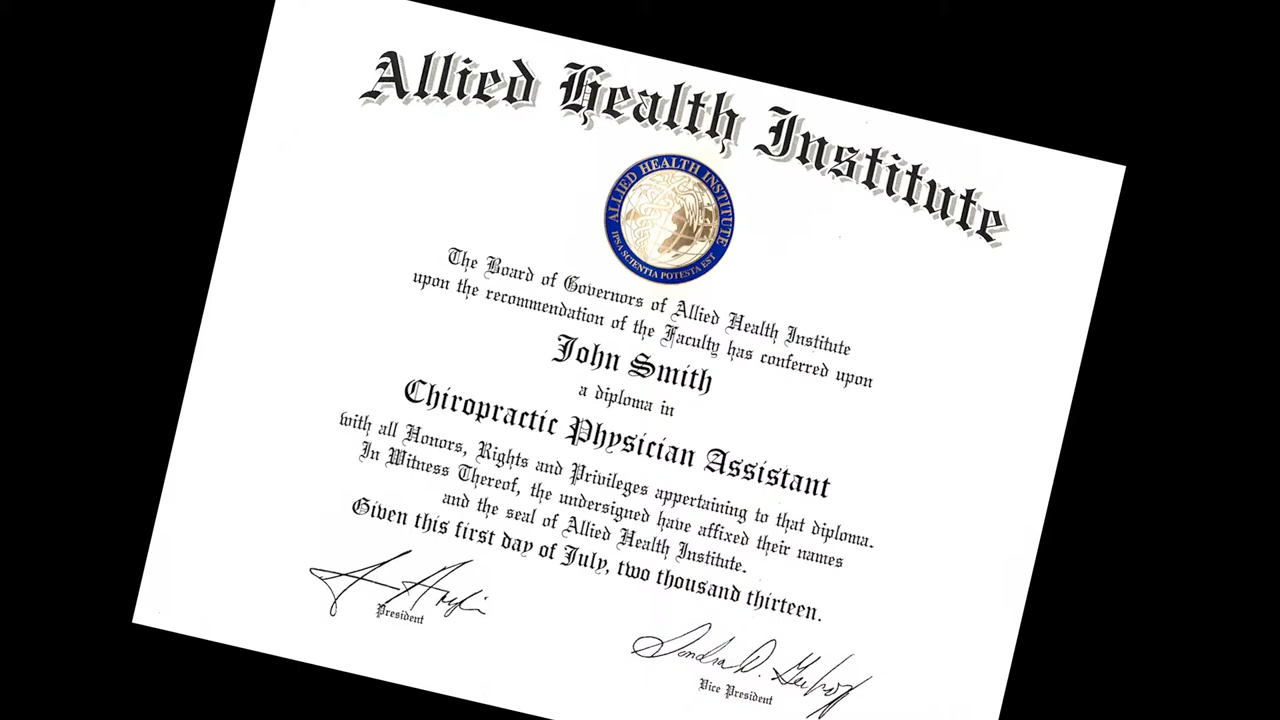 Allied Health Institute
ALLIED HEALTH INSTITUTE
IPSA SCIENTIA POTESTA EST
The Board of Governors of Allied Health Institute
upon the recommendation of the Faculty has conferred upon
John Smith
a diploma in
Chiropractic Physician Assistant
with all Honors, Rights and Privileges appertaining to that diploma.
In Witness Thereof, the undersigned have affixed their names
and the seal of Allied Health Institute.
Given this first day of July, two thousand thirteen.
President
Sondra D.
Vice President